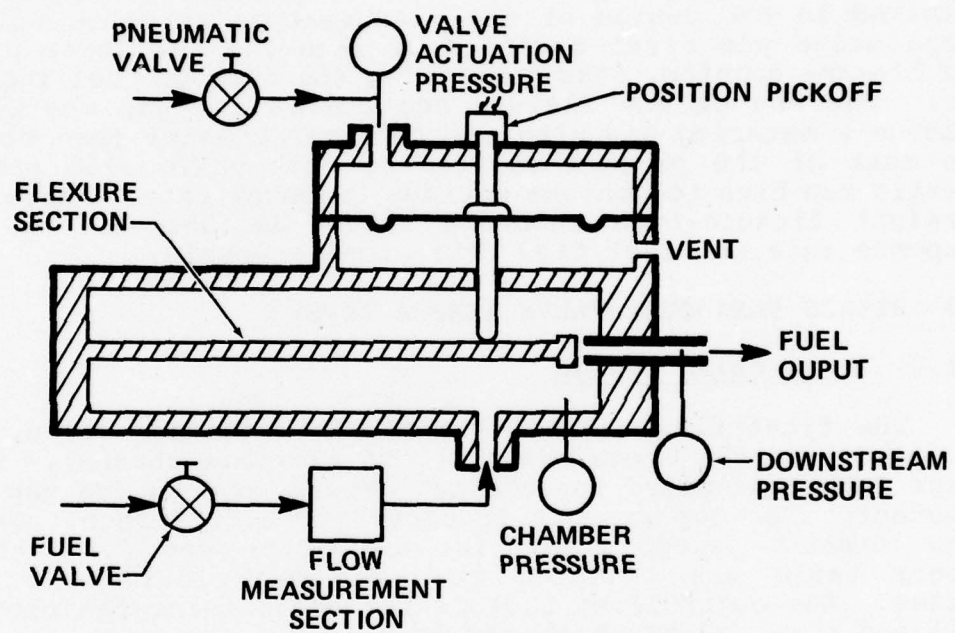 PNEUMATIC
VALVE
VALVE
ACTUATION
PRESSURE
POSITION PICKOFF
FLEXURE
SECTION
VENT
FUEL
OUPUT
DOWNSTREAM
PRESSURE
CHAMBER
PRESSURE
FUEL
VALVE
FLOW
MEASUREMENT
SECTION